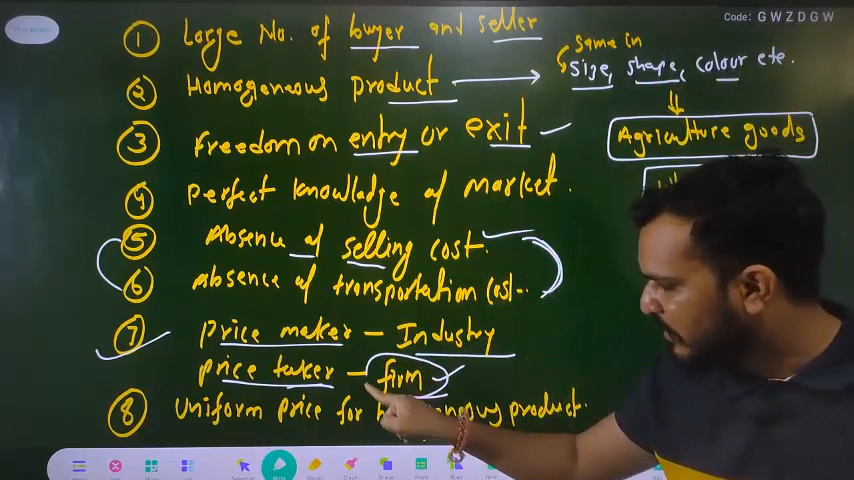 Code: G W Z D G W
① Large No. of buyer and seller
② Homogeneous product → same in size, shape, colour etc.
Agriculture goods
③ Freedom on entry or exit
④ perfect knowledge of market.
⑤ Absence of selling cost.
⑥ Absence of transportation cost.
⑦ price maker – Industry
price taker – firm
⑧ Uniform price for product.